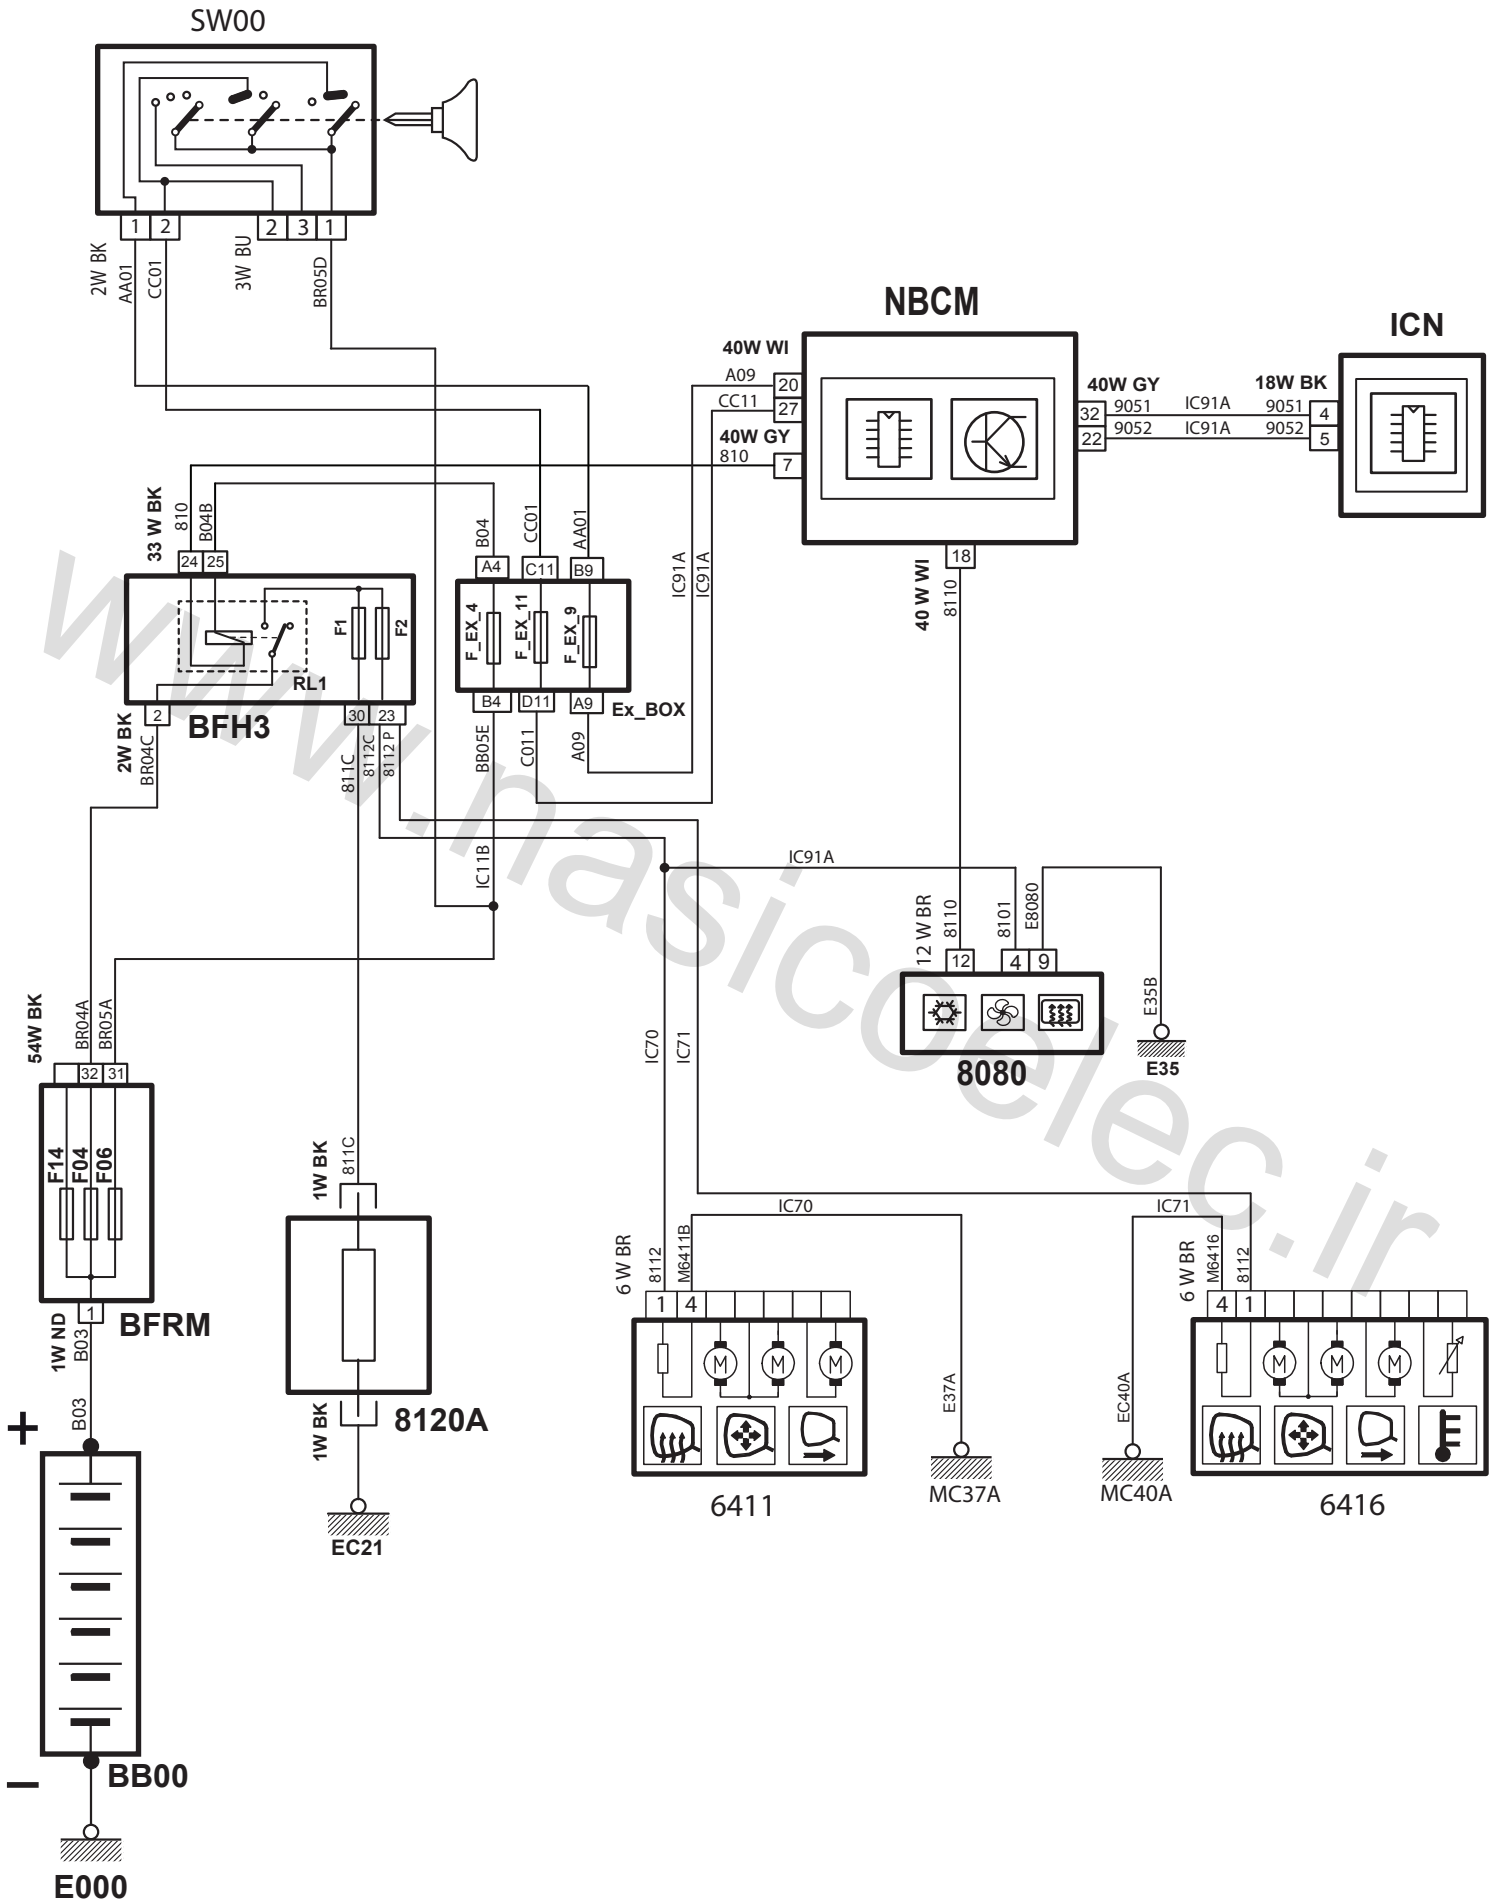 SW00
1 2 2 3 1
2W BK
AA01
CC01
3W BU
BR05D
NBCM
ICN
40W WI
A09
20
CC11
27
40W GY
810
7
40W GY
18W BK
32 9051 IC91A 9051 4
22 9052 IC91A 9052 5
18
40 W WI
8110
33 W BK
810
B04B
24 25
B04
CC01
AA01
A4 C11 B9
F_EX_4
F_EX_11
F_EX_9
B4 D11 A9
Ex_BOX
BB05E
C011
A09
IC91A
IC91A
F1
F2
RL1
2 30 23
BFH3
2W BK
BR04C
811C
8112C
8112 P
IC11B
IC91A
12 W BR
8110
8101
E8080
12 4 9
8080
E35B
E35
54W BK
BR04A
BR05A
32 31
F14
F04
F06
1
BFRM
1W ND
B03
B03
+
BB00
–
E000
1W BK
811C
1W BK
8120A
EC21
IC70
IC71
IC70
6 W BR
8112
M6411B
1 4
M M M
6411
E37A
MC37A
IC71
EC40A
MC40A
6 W BR
M6416
8112
4 1
M M M
6416
www.nasicoelec.ir